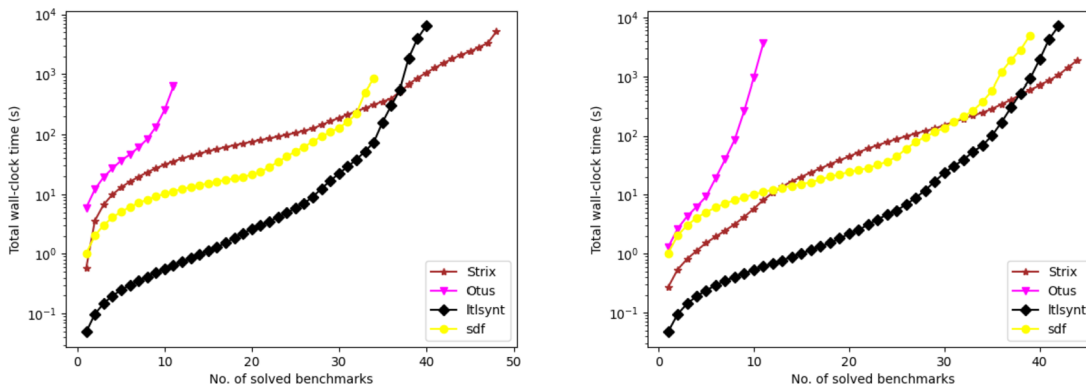 Total wall-clock time (s)
10⁴
10³
10²
10¹
10⁰
10⁻¹
0 10 20 30 40 50
No. of solved benchmarks
Strix
Otus
ltlsynt
sdf
Total wall-clock time (s)
10⁴
10³
10²
10¹
10⁰
10⁻¹
0 10 20 30 40
No. of solved benchmarks
Strix
Otus
ltlsynt
sdf